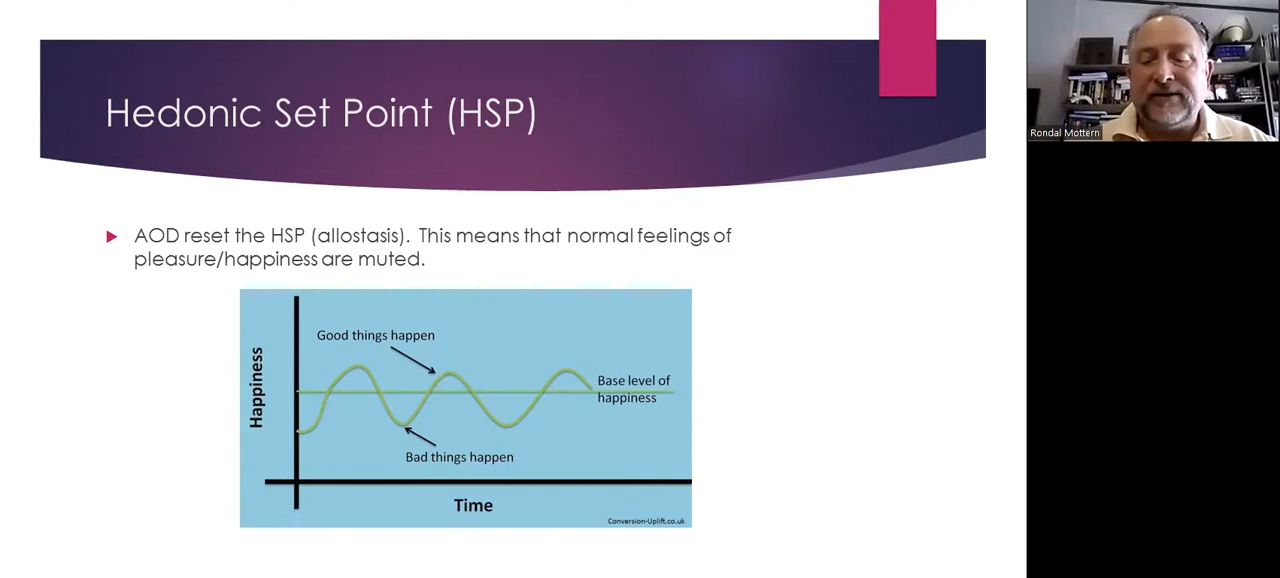 Hedonic Set Point (HSP)
Rondal Mottern
AOD reset the HSP (allostasis). This means that normal feelings of
pleasure/happiness are muted.
Good things happen
Happiness
Base level of
happiness
Bad things happen
Time
Conversion-Uplift.co.uk